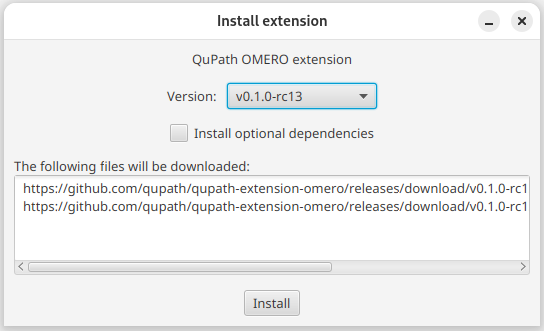 Install extension
QuPath OMERO extension
Version: v0.1.0-rc13
Install optional dependencies
The following files will be downloaded:
https://github.com/qupath/qupath-extension-omero/releases/download/v0.1.0-rc1
https://github.com/qupath/qupath-extension-omero/releases/download/v0.1.0-rc1
Install